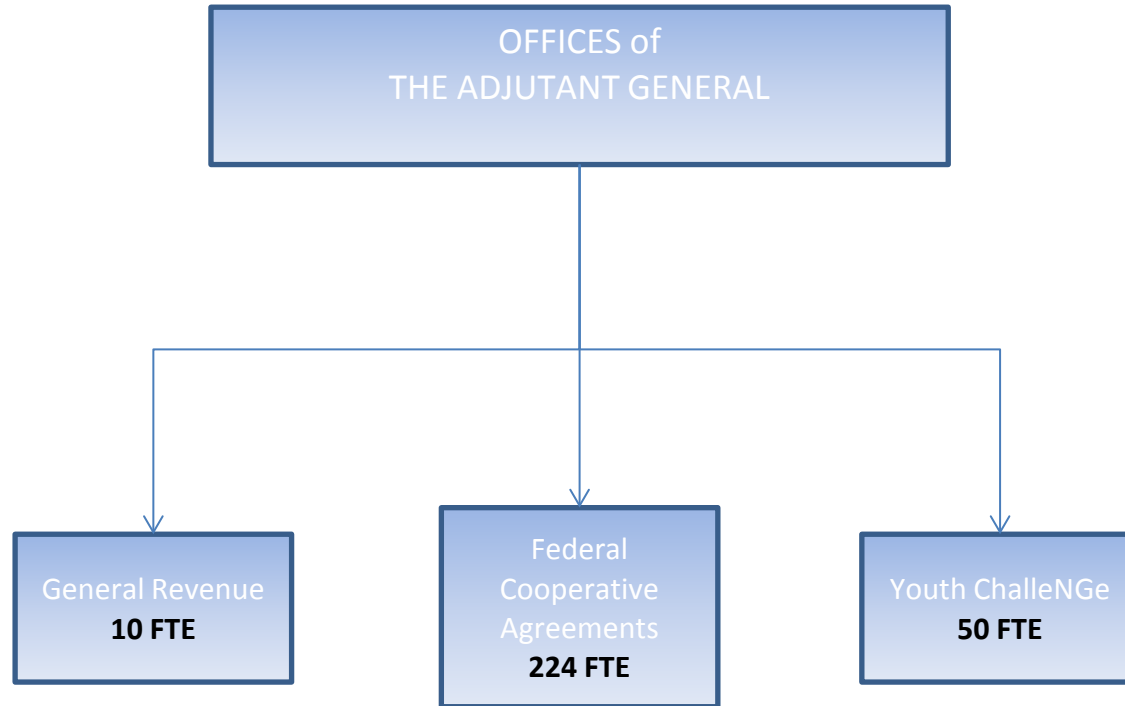 OFFICES of
THE ADJUTANT GENERAL
General Revenue
10 FTE
Federal
Cooperative
Agreements
224 FTE
Youth ChalleNGe
50 FTE